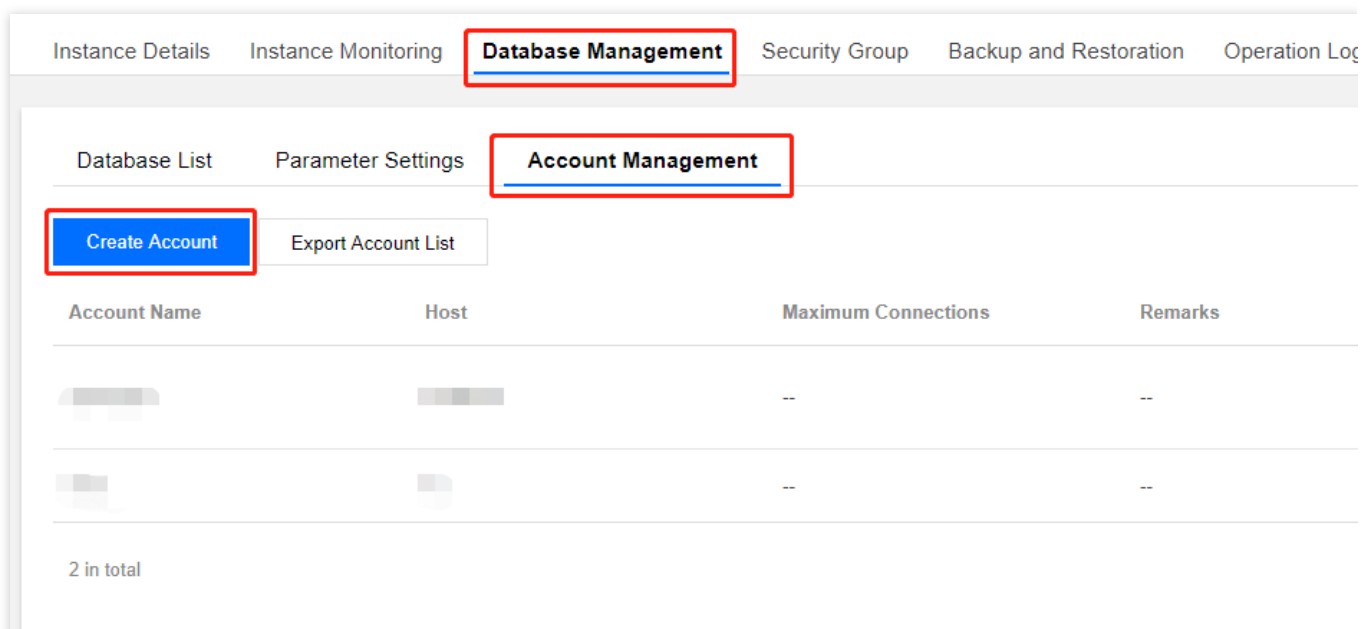 Instance Details Instance Monitoring Database Management Security Group Backup and Restoration Operation Log
Database List Parameter Settings Account Management
Create Account Export Account List
Account Name Host Maximum Connections Remarks
-- --
-- --
2 in total